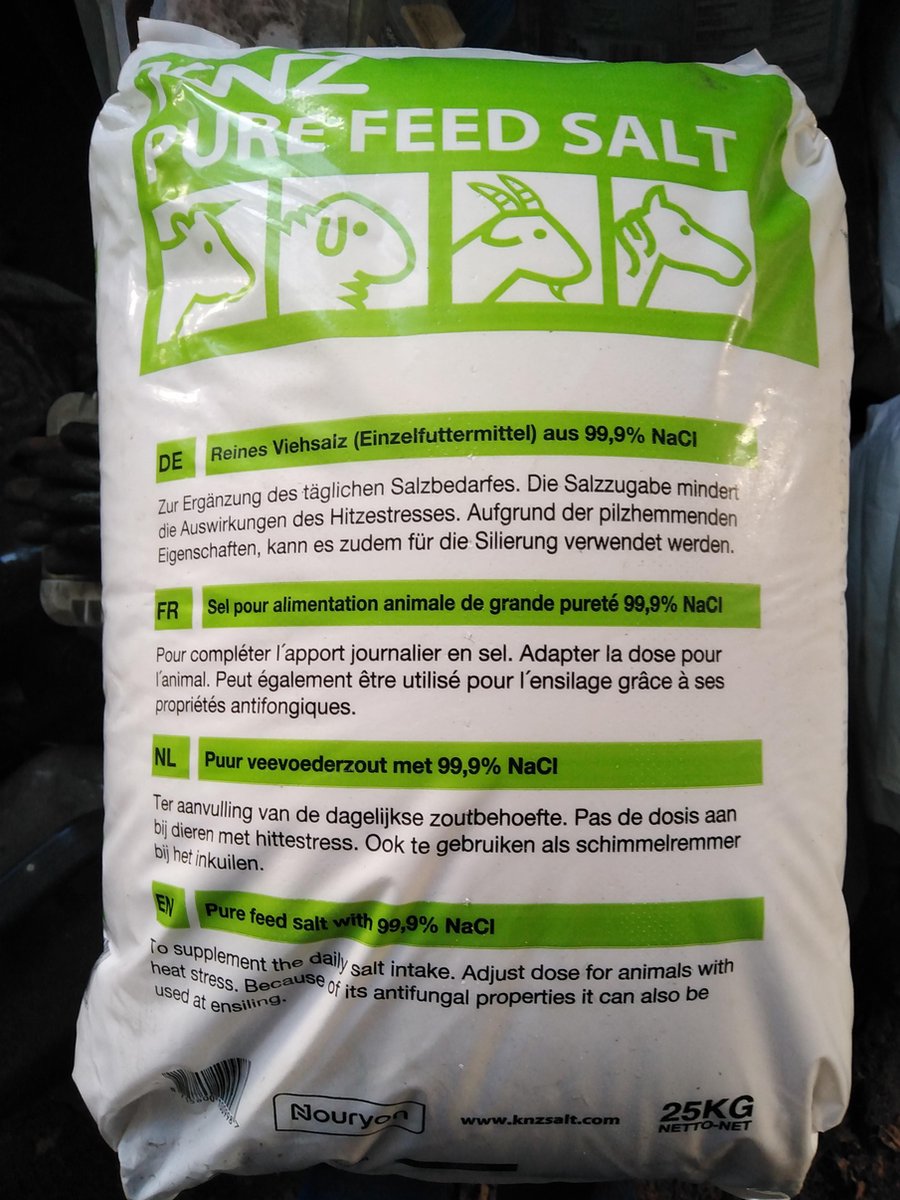 KNZ
PURE FEED SALT
DE
Reines Viehsalz (Einzelfuttermittel) aus 99,9% NaCl
Zur Ergänzung des täglichen Salzbedarfes. Die Salzzugabe mindert
die Auswirkungen des Hitzestresses. Aufgrund der pilzhemmenden
Eigenschaften, kann es zudem für die Silierung verwendet werden.
FR
Sel pour alimentation animale de grande pureté 99,9% NaCl
Pour compléter l´apport journalier en sel. Adapter la dose pour
l´animal. Peut également être utilisé pour l´ensilage grâce à ses
propriétés antifongiques.
NL
Puur veevoederzout met 99,9% NaCl
Ter aanvulling van de dagelijkse zoutbehoefte. Pas de dosis aan
bij dieren met hittestress. Ook te gebruiken als schimmelremmer
bij het inkuilen.
EN
Pure feed salt with 99,9% NaCl
To supplement the daily salt intake. Adjust dose for animals with
heat stress. Because of its antifungal properties it can also be
used at ensiling.
Nouryon
www.knzsalt.com
25KG
NETTO-NET